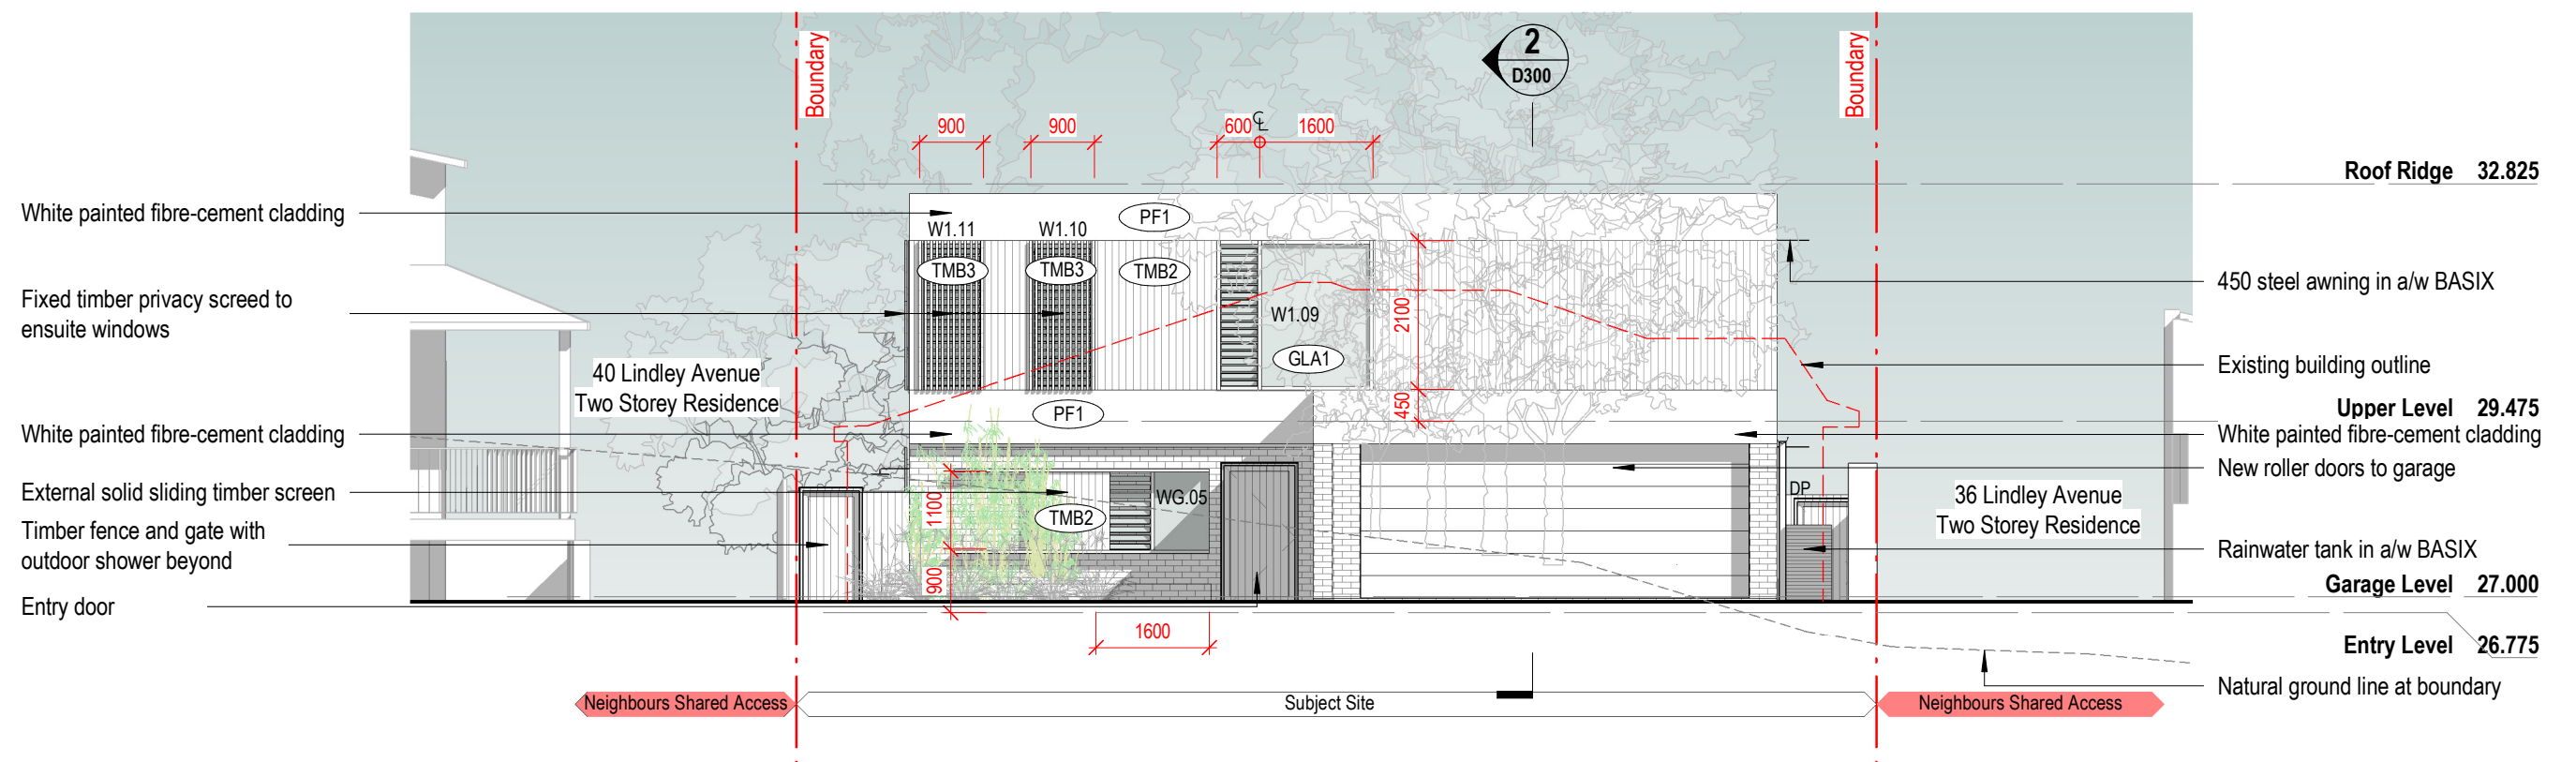 2
D300
Boundary
Boundary
900
900
600
℄
1600
Roof Ridge 32.825
White painted fibre-cement cladding
PF1
W1.11
W1.10
TMB3
TMB3
TMB2
450 steel awning in a/w BASIX
Fixed timber privacy screed to
ensuite windows
W1.09
2100
GLA1
Existing building outline
40 Lindley Avenue
Two Storey Residence
PF1
450
Upper Level 29.475
White painted fibre-cement cladding
White painted fibre-cement cladding
New roller doors to garage
External solid sliding timber screen
1100
WG.05
TMB2
DP
36 Lindley Avenue
Two Storey Residence
Timber fence and gate with
outdoor shower beyond
Rainwater tank in a/w BASIX
900
Garage Level 27.000
Entry door
1600
Entry Level 26.775
Natural ground line at boundary
Neighbours Shared Access
Subject Site
Neighbours Shared Access